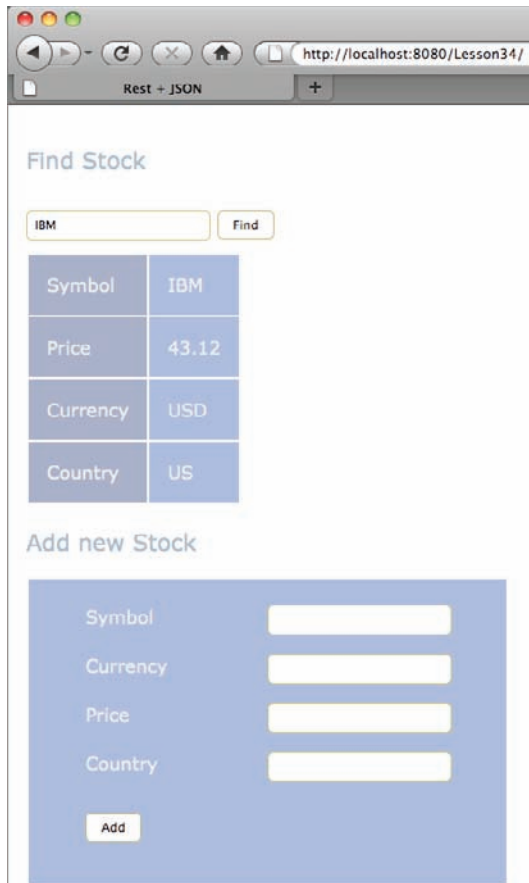 http://localhost:8080/Lesson34/
Rest + JSON
+
Find Stock
IBM
Find
Symbol IBM
Price 43.12
Currency USD
Country US
Add new Stock
Symbol
Currency
Price
Country
Add